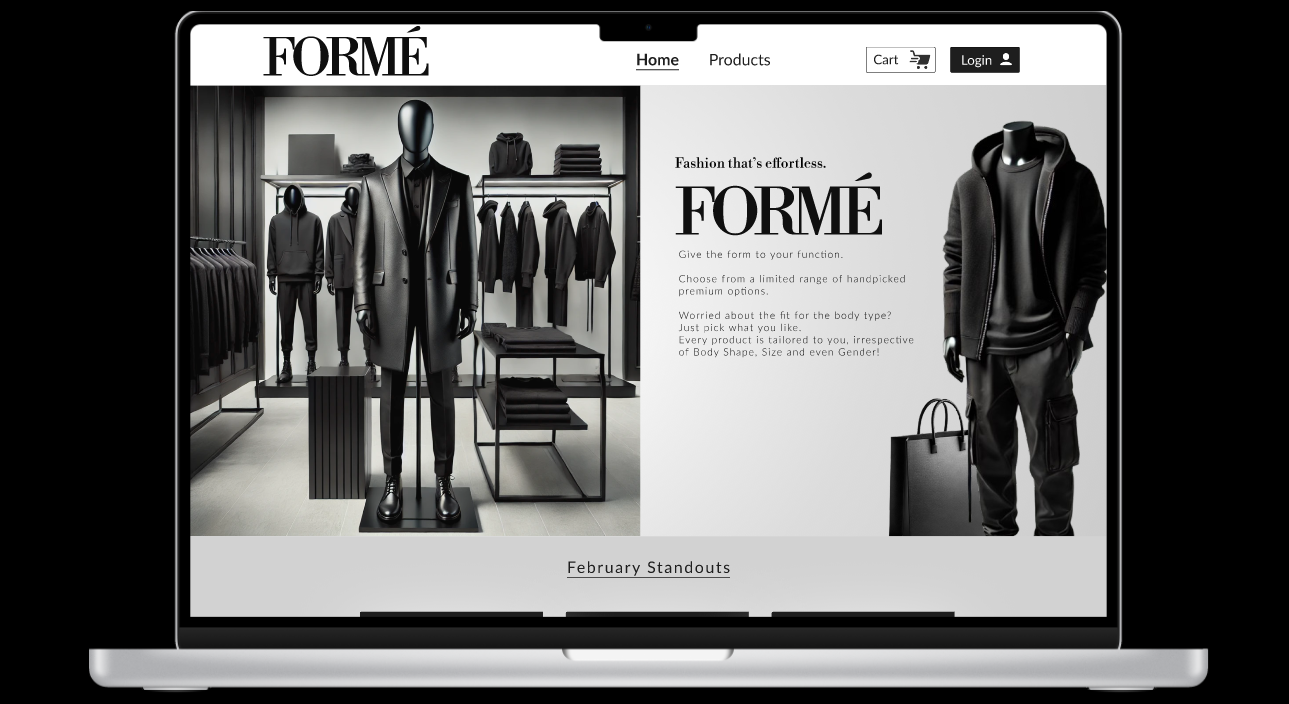 FORMÉ
Home
Products
Cart
Login
Fashion that's effortless.
FORMÉ
Give the form to your function.
Choose from a limited range of handpicked
premium options.
Worried about the fit for the body type?
Just pick what you like.
Every product is tailored to you, irrespective
of Body Shape, Size and even Gender!
February Standouts